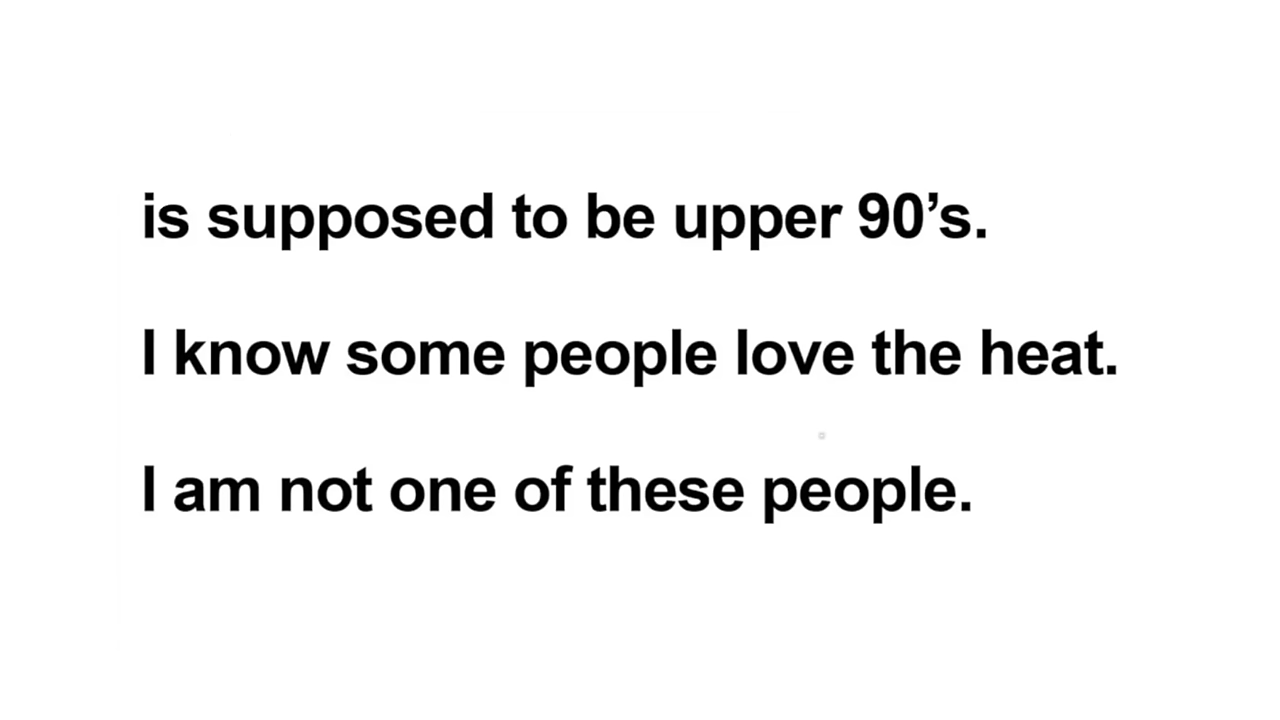 is supposed to be upper 90’s.
I know some people love the heat.
I am not one of these people.